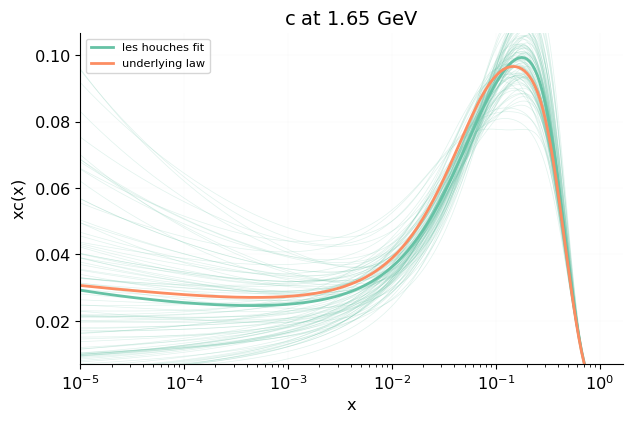 c at 1.65 GeV
les houches fit
underlying law
xc(x)
0.10
0.08
0.06
0.04
0.02
10⁻⁵ 10⁻⁴ 10⁻³ 10⁻² 10⁻¹ 10⁰
x